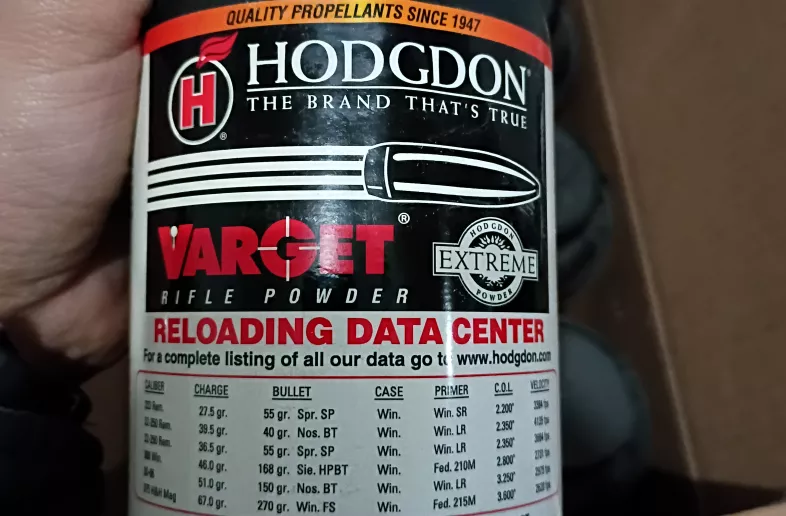 QUALITY PROPELLANTS SINCE 1947
H HODGDON®
®
THE BRAND THAT'S TRUE
VARGET®
RIFLE POWDER
HODGDON
EXTREME
POWDER
RELOADING DATA CENTER
For a complete listing of all our data go to www.hodgdon.com
CALIBER CHARGE BULLET CASE PRIMER C.O.L. VELOCITY
27.5 gr. 55 gr. Spr. SP Win. Win. SR 2.200"
39.5 gr. 40 gr. Nos. BT Win. Win. LR 2.350"
36.5 gr. 55 gr. Spr. SP Win. Win. LR 2.350"
46.0 gr. 168 gr. Sie. HPBT Win. Fed. 210M 2.800"
51.0 gr. 150 gr. Nos. BT Win. Win. LR 3.250"
67.0 gr. 270 gr. Win. FS Win. Fed. 215M 3.600"